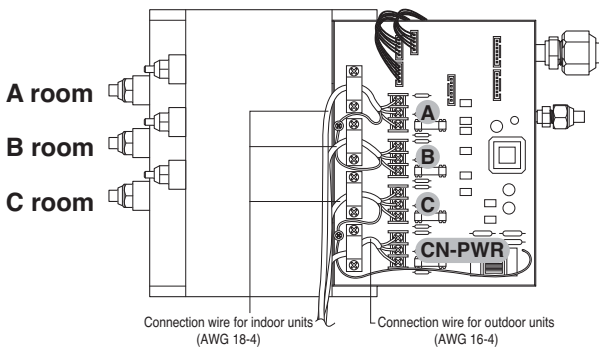 A room
B room
C room
A
B
C
CN-PWR
Connection wire for indoor units
(AWG 18-4)
Connection wire for outdoor units
(AWG 16-4)